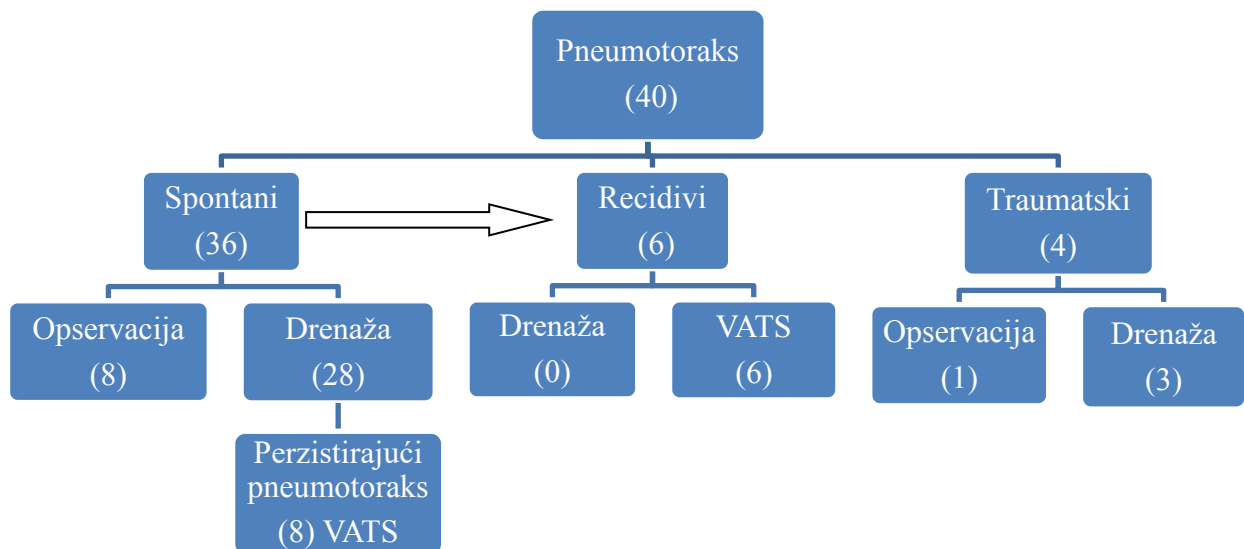 Pneumotoraks
(40)
Spontani
(36)
Recidivi
(6)
Traumatski
(4)
Opservacija
(8)
Drenaža
(28)
Drenaža
(0)
VATS
(6)
Opservacija
(1)
Drenaža
(3)
Perzistirajući
pneumotoraks
(8) VATS